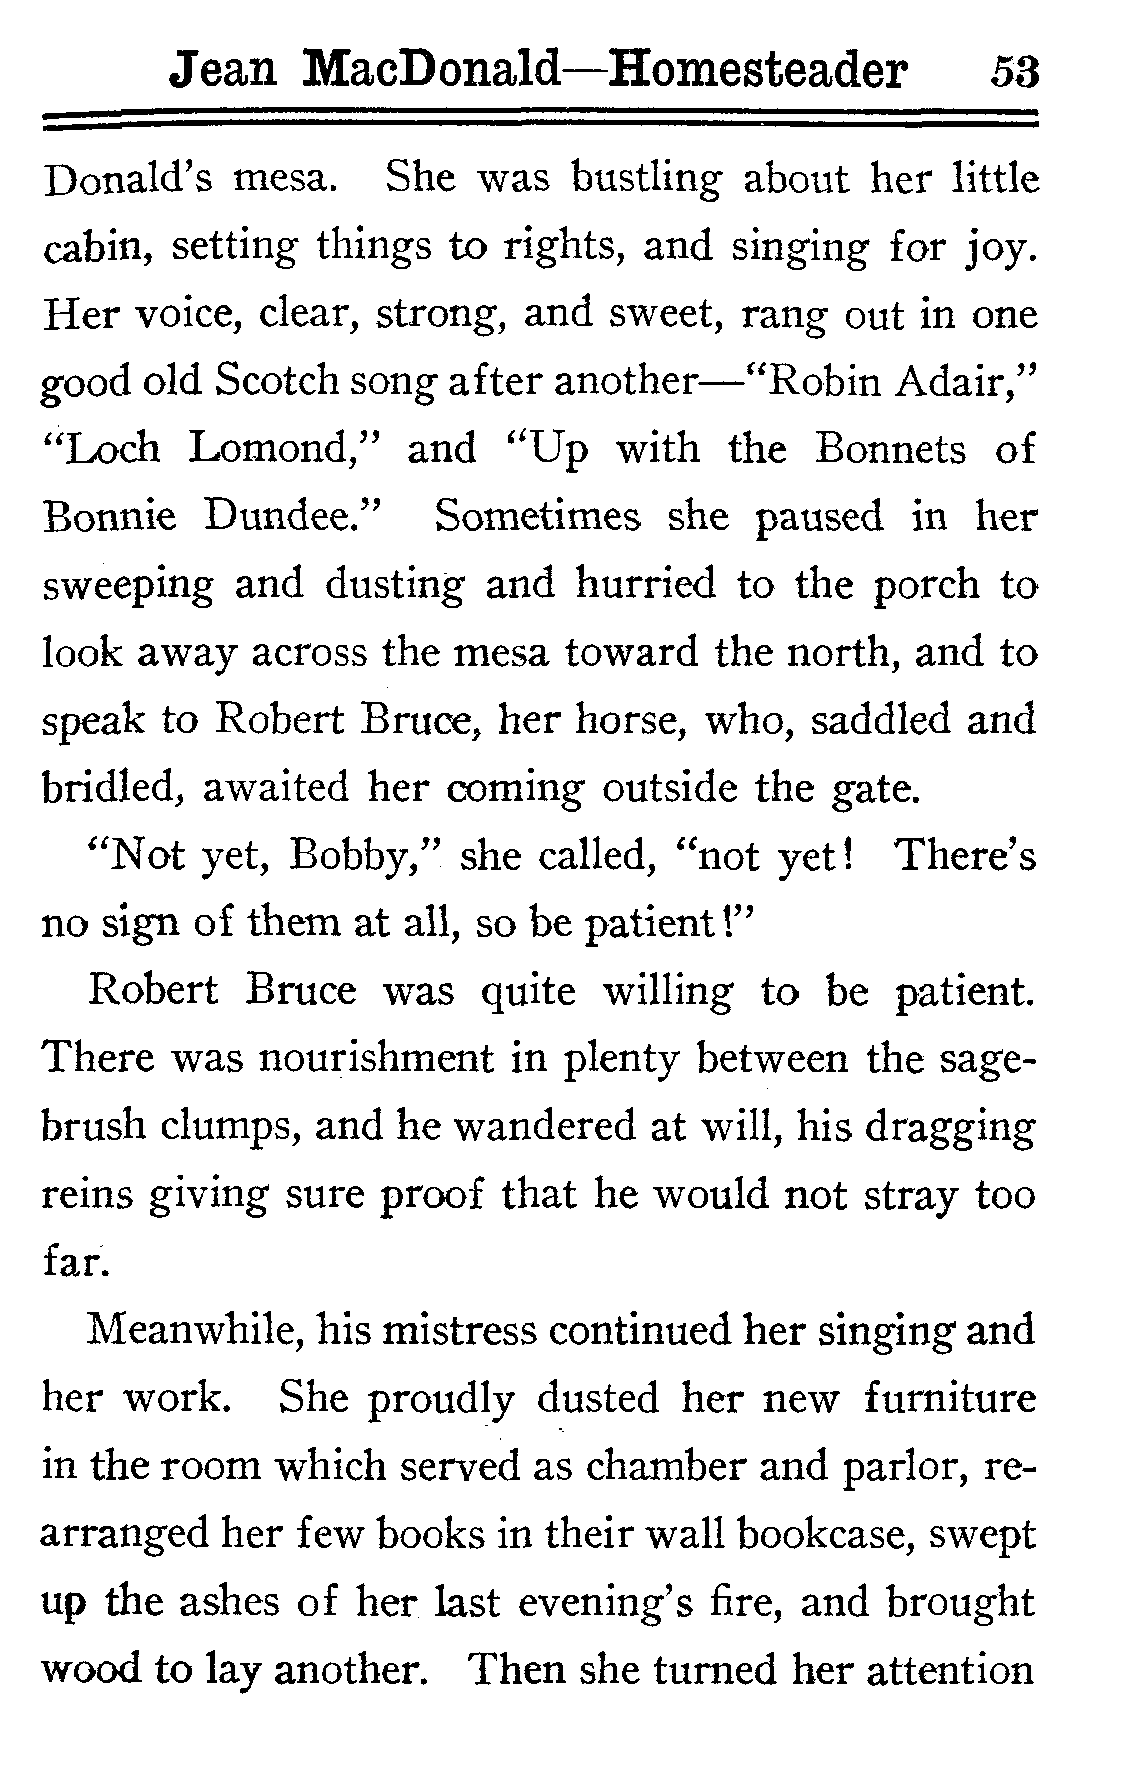 Jean MacDonald—Homesteader 53
Donald's mesa. She was bustling about her little
cabin, setting things to rights, and singing for joy.
Her voice, clear, strong, and sweet, rang out in one
good old Scotch song after another—“Robin Adair,”
“Loch Lomond,” and “Up with the Bonnets of
Bonnie Dundee.” Sometimes she paused in her
sweeping and dusting and hurried to the porch to
look away across the mesa toward the north, and to
speak to Robert Bruce, her horse, who, saddled and
bridled, awaited her coming outside the gate.
“Not yet, Bobby,” she called, “not yet! There's
no sign of them at all, so be patient!”
Robert Bruce was quite willing to be patient.
There was nourishment in plenty between the sage-
brush clumps, and he wandered at will, his dragging
reins giving sure proof that he would not stray too
far.
Meanwhile, his mistress continued her singing and
her work. She proudly dusted her new furniture
in the room which served as chamber and parlor, re-
arranged her few books in their wall bookcase, swept
up the ashes of her last evening's fire, and brought
wood to lay another. Then she turned her attention